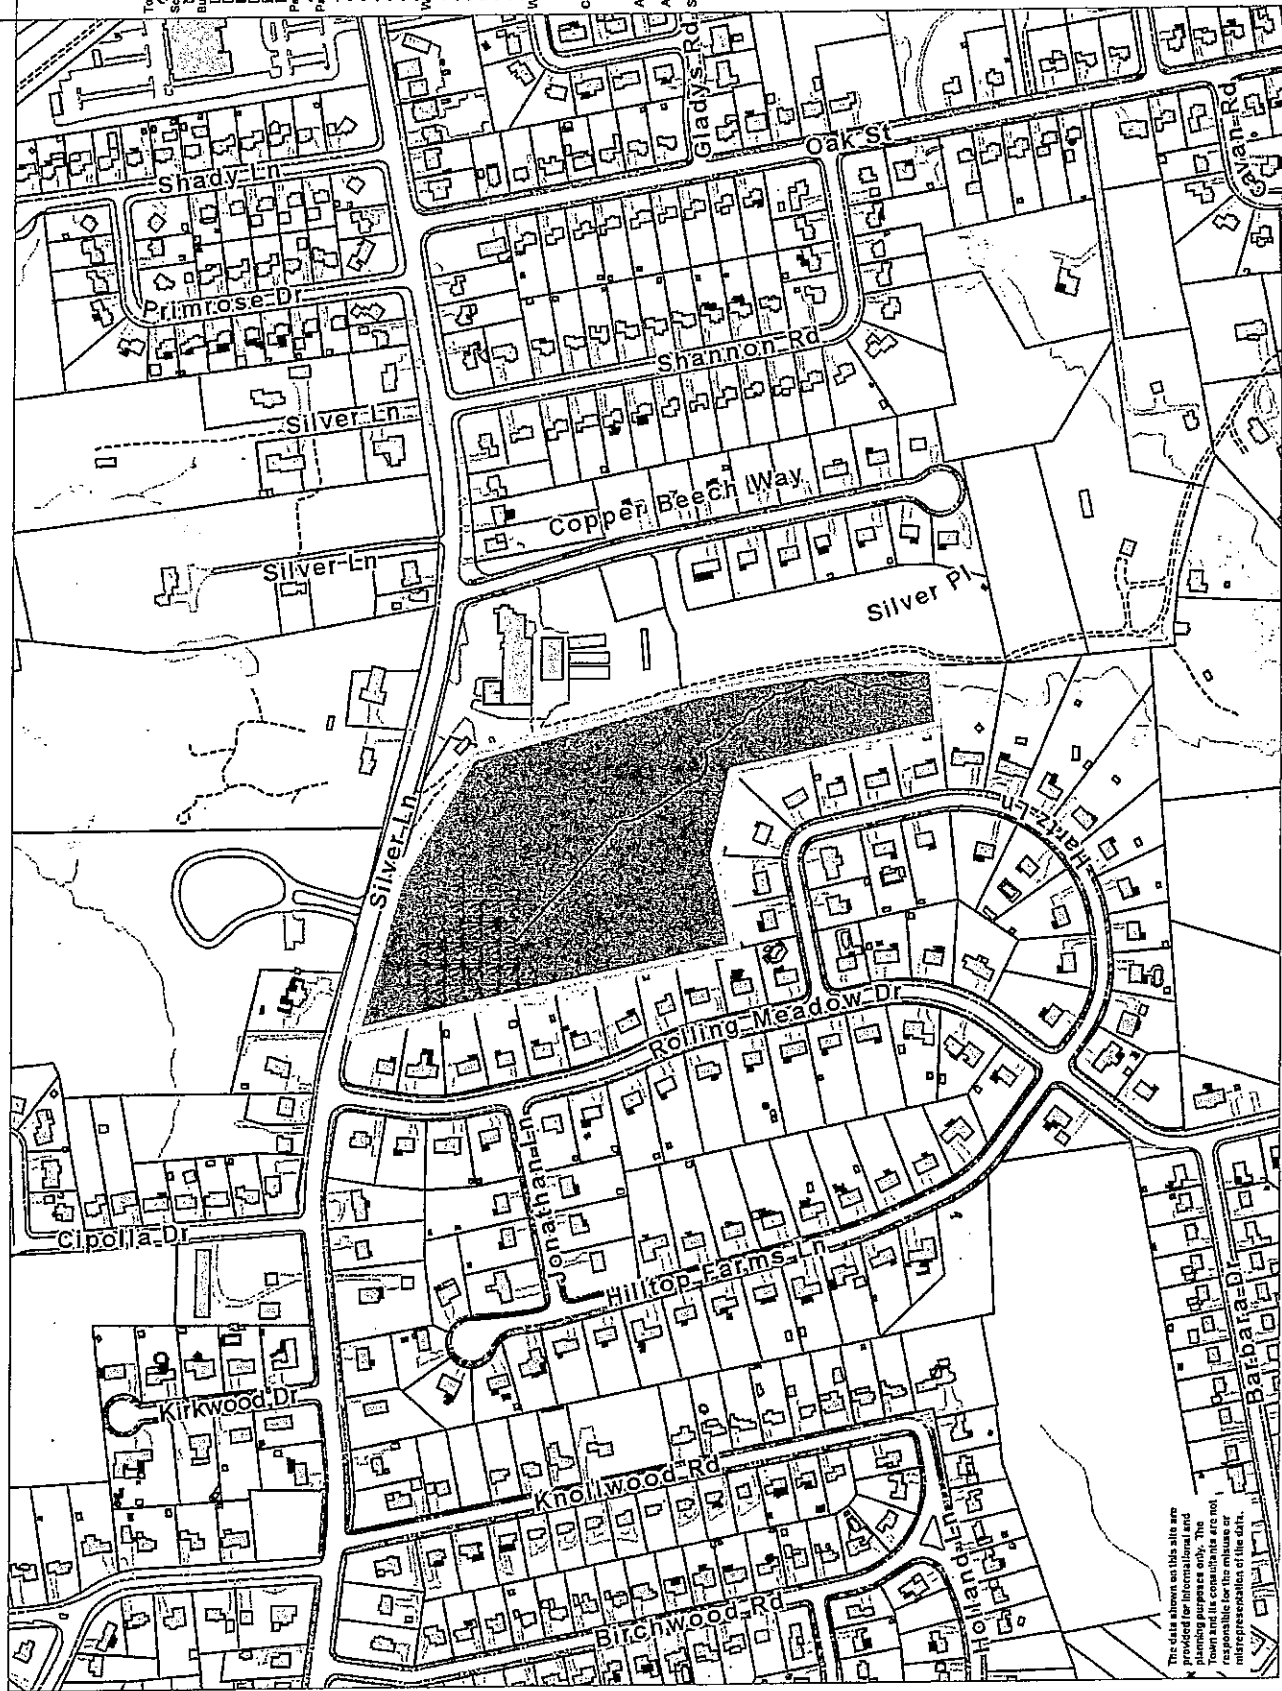 Shady Ln
Gladys Rd
Oak St
Cavan Rd
Primrose Dr
Shannon Rd
Silver Ln
Copper Beech Way
Silver Ln
Silver Pl
Silver Ln
Hartz Ln
Rolling Meadow Dr
Jonathan Ln
Cipolla Dr
Hilltop Farms Ln
Kirkwood Dr
Knollwood Rd
Barbara Dr
Birchwood Rd
Holland Ln
The data shown on this site are
provided for informational and
planning purposes only. The
Town and its consultants are not
responsible for the misuse or
misrepresentation of the data.